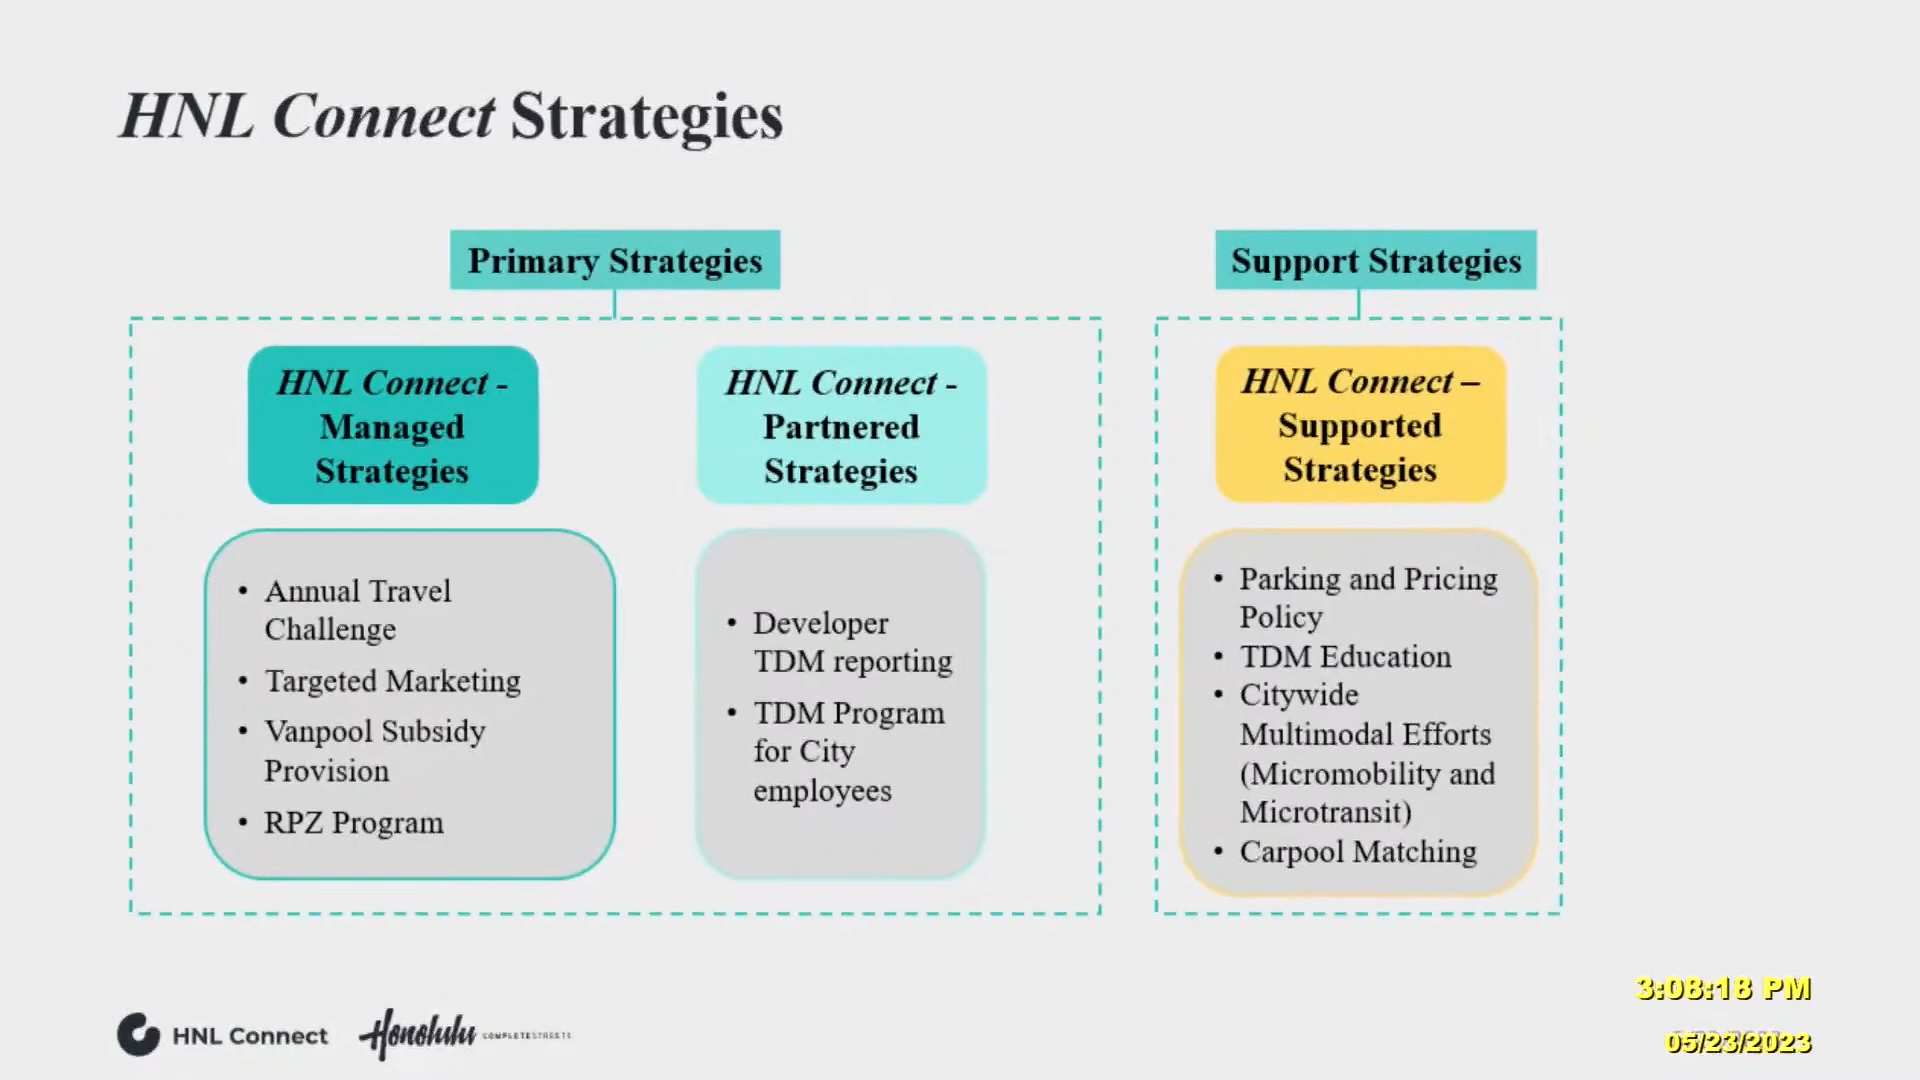 HNL Connect Strategies
Primary Strategies
HNL Connect -
Managed
Strategies
• Annual Travel
Challenge
• Targeted Marketing
• Vanpool Subsidy
Provision
• RPZ Program
HNL Connect -
Partnered
Strategies
• Developer
TDM reporting
• TDM Program
for City
employees
Support Strategies
HNL Connect –
Supported
Strategies
• Parking and Pricing
Policy
• TDM Education
• Citywide
Multimodal Efforts
(Micromobility and
Microtransit)
• Carpool Matching
HNL Connect
Honolulu COMPLETE STREETS
3:08:18 PM
05/23/2023